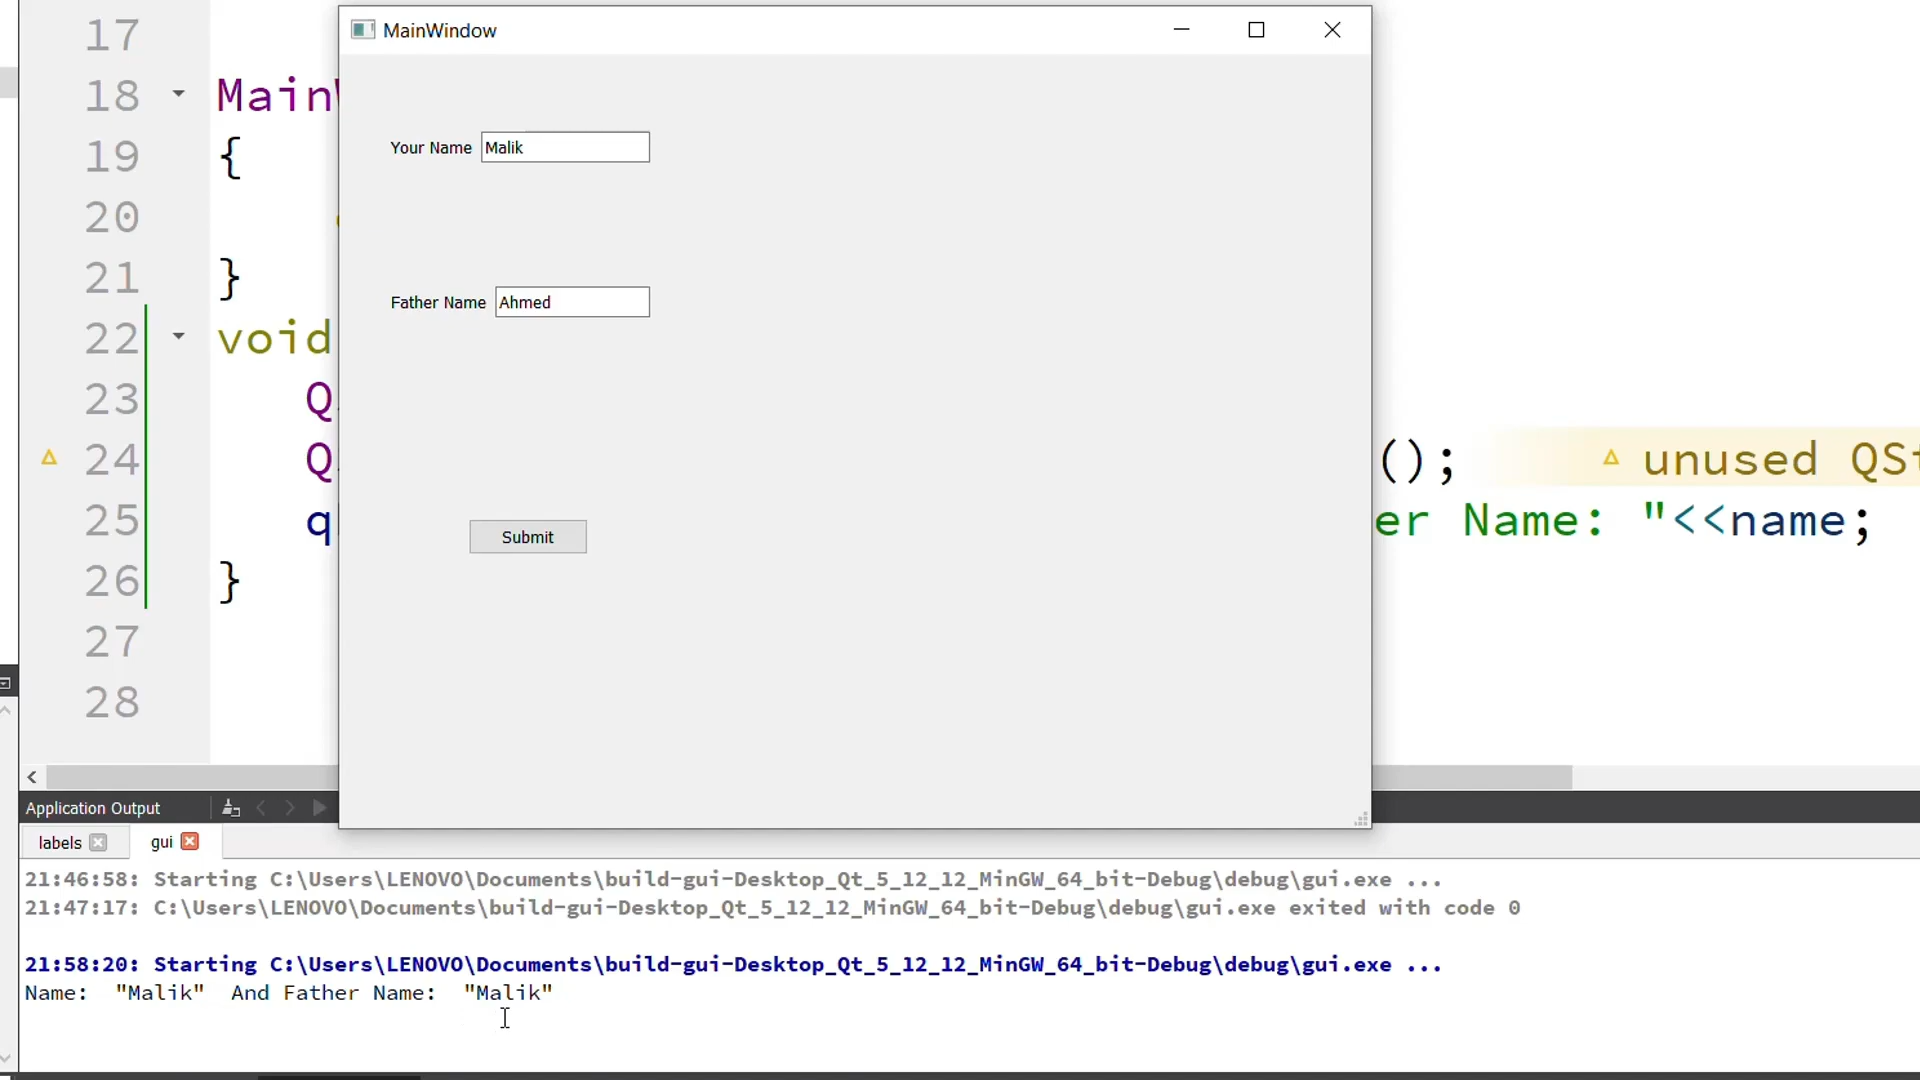 MainWindow
17
18 MainW
19 {
20
21 }
22 void
23 Q
24 Q (); unused QSt
25 q er Name: "<<name;
26 }
27
28
Your Name Malik
Father Name Ahmed
Submit
Application Output
labels gui
21:46:58: Starting C:\Users\LENOVO\Documents\build-gui-Desktop_Qt_5_12_12_MinGW_64_bit-Debug\debug\gui.exe ...
21:47:17: C:\Users\LENOVO\Documents\build-gui-Desktop_Qt_5_12_12_MinGW_64_bit-Debug\debug\gui.exe exited with code 0
21:58:20: Starting C:\Users\LENOVO\Documents\build-gui-Desktop_Qt_5_12_12_MinGW_64_bit-Debug\debug\gui.exe ...
Name: "Malik" And Father Name: "Malik"